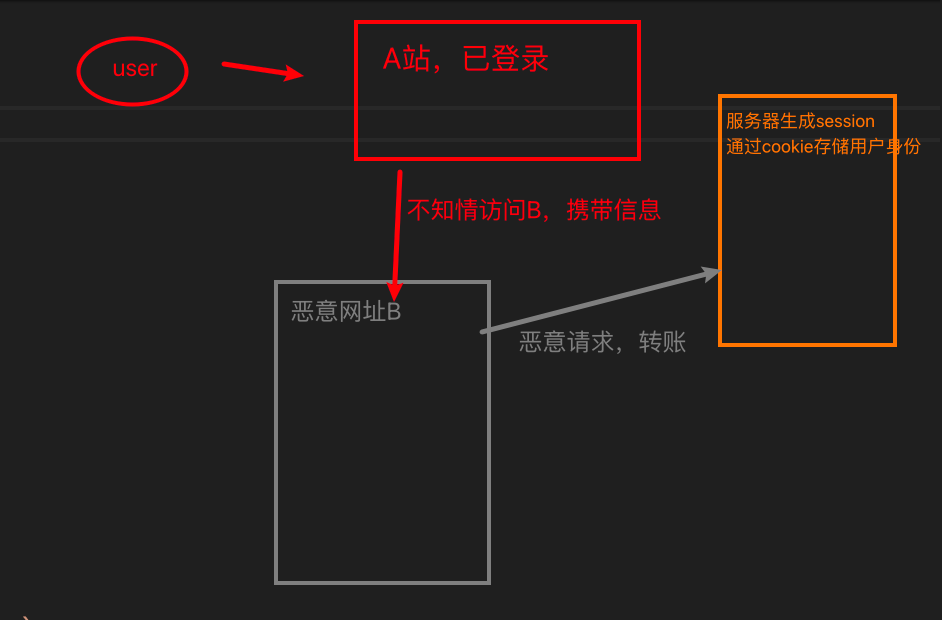 user
A站，已登录
服务器生成session
通过cookie存储用户身份
不知情访问B，携带信息
恶意网址B
恶意请求，转账